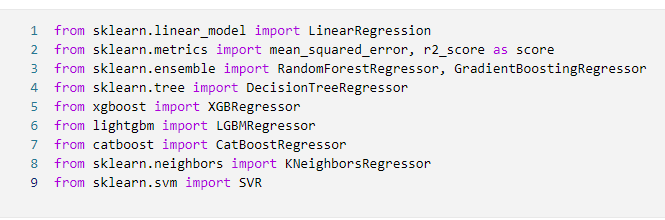 1 from sklearn.linear_model import LinearRegression
2 from sklearn.metrics import mean_squared_error, r2_score as score
3 from sklearn.ensemble import RandomForestRegressor, GradientBoostingRegressor
4 from sklearn.tree import DecisionTreeRegressor
5 from xgboost import XGBRegressor
6 from lightgbm import LGBMRegressor
7 from catboost import CatBoostRegressor
8 from sklearn.neighbors import KNeighborsRegressor
9 from sklearn.svm import SVR